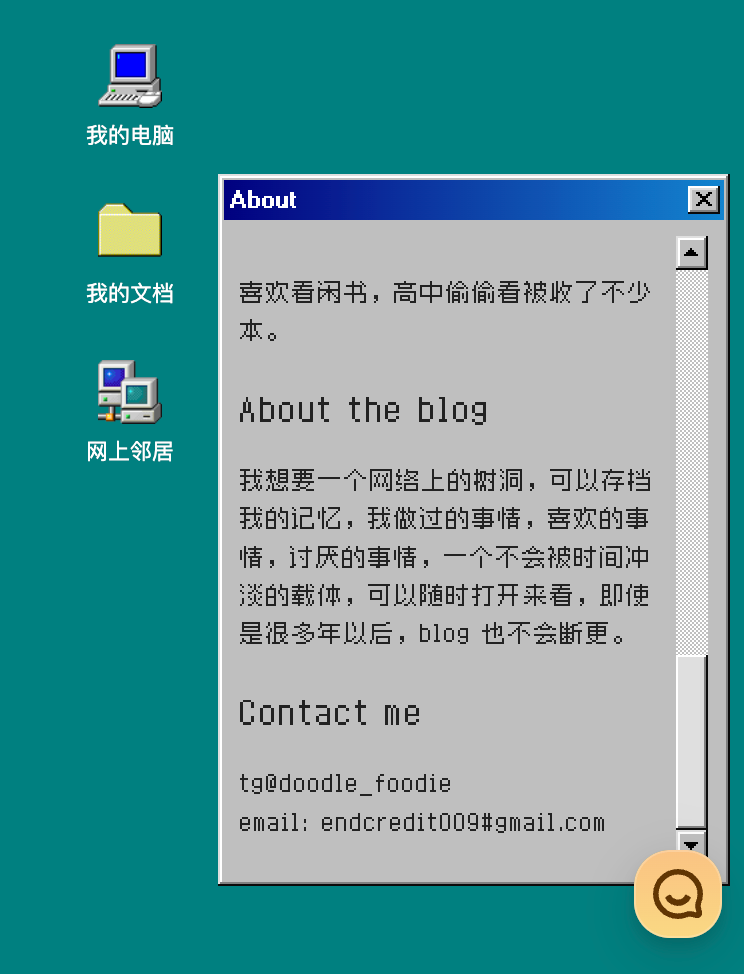 我的电脑
我的文档
网上邻居
About
喜欢看闲书，高中偷偷看被收了不少
本。
About the blog
我想要一个网络上的树洞，可以存档
我的记忆，我做过的事情，喜欢的事
情，讨厌的事情，一个不会被时间冲
淡的载体，可以随时打开来看，即使
是很多年以后，blog 也不会断更。
Contact me
tg@doodle_foodie
email: endcredit009#gmail.com